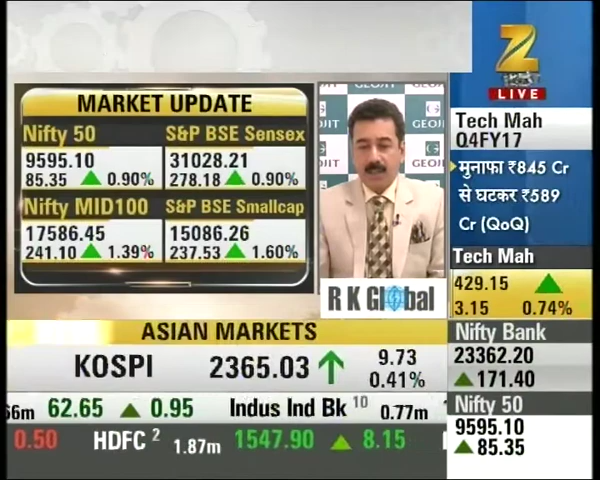 MARKET UPDATE
Nifty 50
9595.10
85.35 0.90%
S&P BSE Sensex
31028.21
278.18 0.90%
Nifty MID100
17586.45
241.10 1.39%
S&P BSE Smallcap
15086.26
237.53 1.60%
GEOJIT
GEOJIT
R K Global
Z
LIVE
Tech Mah
Q4FY17
मुनाफा ₹845 Cr
से घटकर ₹589
Cr (QoQ)
Tech Mah
429.15
3.15 0.74%
Nifty Bank
23362.20
171.40
Nifty 50
9595.10
85.35
ASIAN MARKETS
KOSPI 2365.03 9.73
0.41%
66m 62.65 0.95 Indus Ind Bk 10 0.77m
0.50 HDFC 2 1.87m 1547.90 8.15